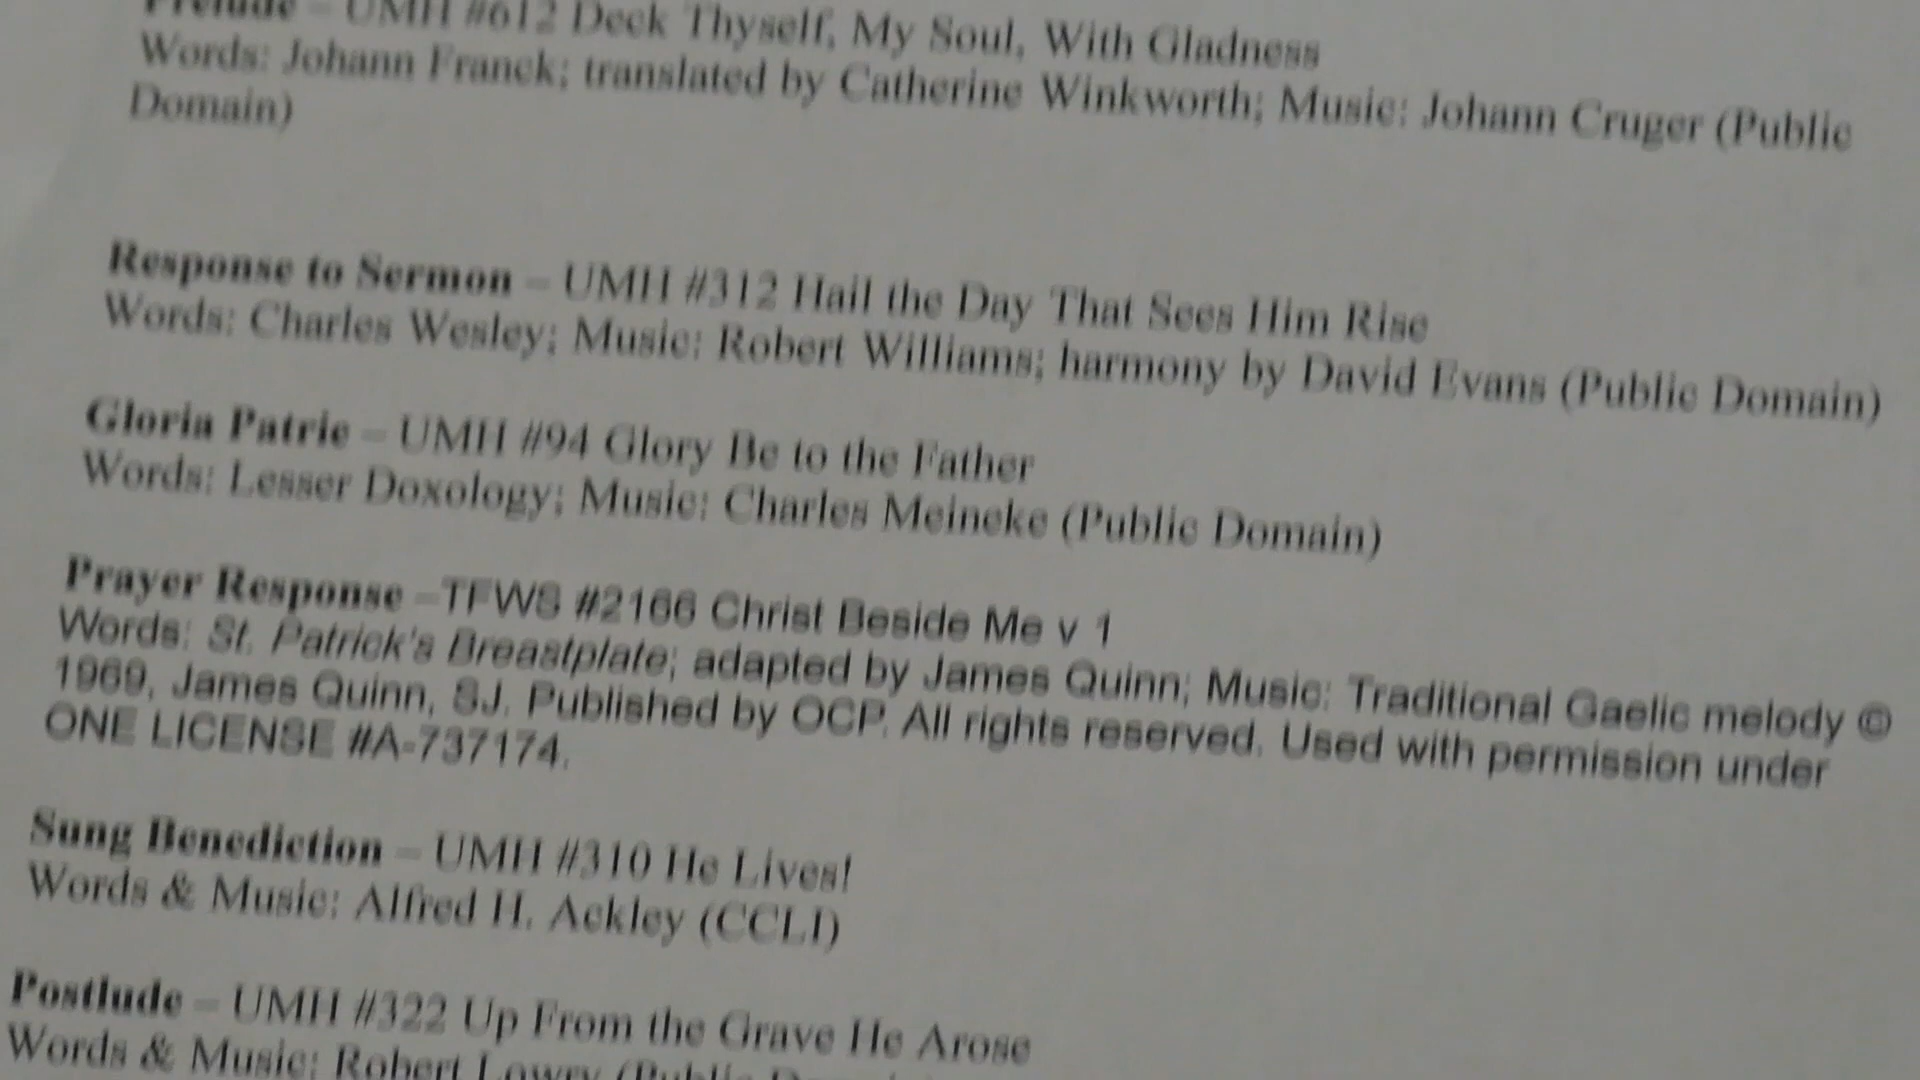 Prelude – UMH #612 Deck Thyself, My Soul, With Gladness
Words: Johann Franck; translated by Catherine Winkworth; Music: Johann Cruger (Public
Domain)
Response to Sermon – UMH #312 Hail the Day That Sees Him Rise
Words: Charles Wesley; Music: Robert Williams; harmony by David Evans (Public Domain)
Gloria Patrie – UMH #94 Glory Be to the Father
Words: Lesser Doxology; Music: Charles Meineke (Public Domain)
Prayer Response –TFWS #2166 Christ Beside Me v 1
Words: St. Patrick's Breastplate; adapted by James Quinn; Music: Traditional Gaelic melody ©
1969, James Quinn, SJ. Published by OCP. All rights reserved. Used with permission under
ONE LICENSE #A-737174.
Sung Benediction – UMH #310 He Lives!
Words & Music: Alfred H. Ackley (CCLI)
Postlude – UMH #322 Up From the Grave He Arose
Words & Music: Robert Lowry (Public